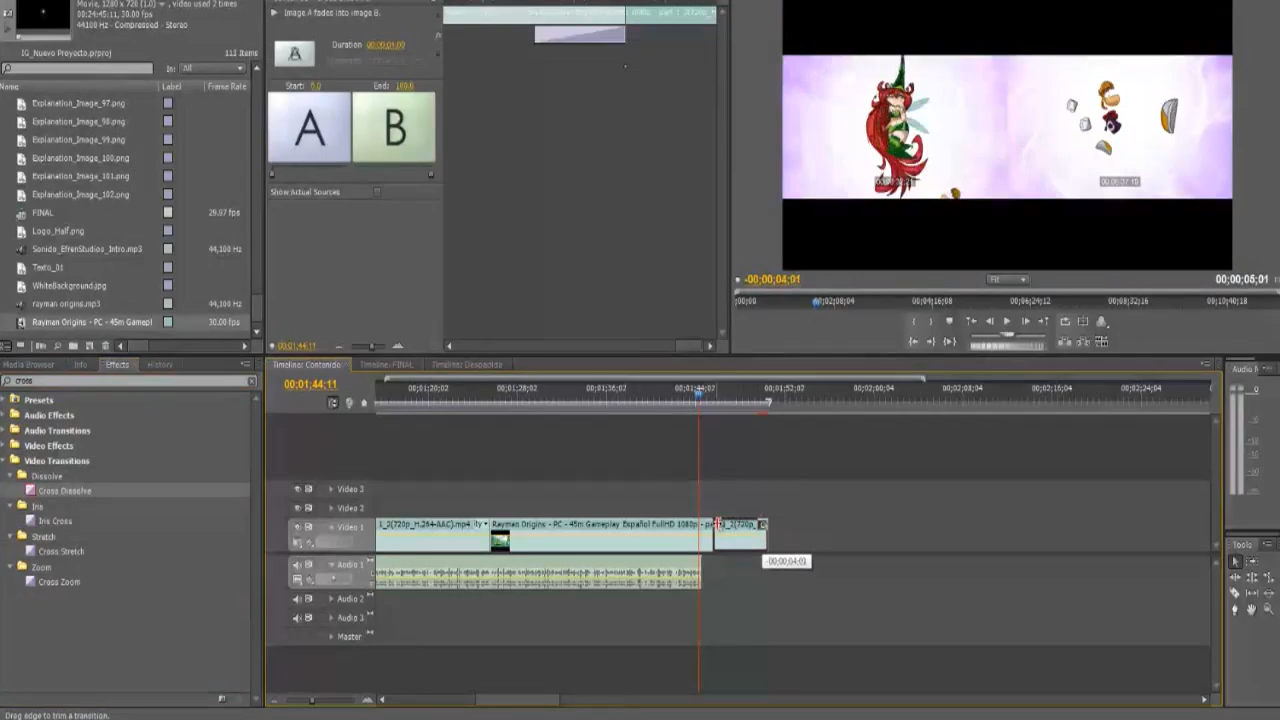 Movie, 1280 x 720 (1.0) , video used 2 times
00:24:45:11, 30.00 fps
44100 Hz - Compressed - Stereo
IG_Nuevo Proyecto.prproj
112 Items
In: All
Name Label Frame Rate
Explanation_Image_97.png
Explanation_Image_98.png
Explanation_Image_99.png
Explanation_Image_100.png
Explanation_Image_101.png
Explanation_Image_102.png
FINAL 29.97 fps
Logo_Half.png
Sonido_EfrenStudios_Intro.mp3 44,100 Hz
Texto_01
WhiteBackground.jpg
rayman origins.mp3 44,100 Hz
Rayman Origins - PC - 45m Gamepl 30.00 fps
Image A fades into image B.
Duration 00;00;04;00
Start: 0.0 End: 100.0
A B
Show Actual Sources
00;01;44;11
-00;00;04;01
Fit
00;00;05;01
;00;00 00;02;08;04 00;04;16;08 00;06;24;12 00;08;32;16 00;10;40;18
Media Browser Info Effects History
cross
Presets
Audio Effects
Audio Transitions
Video Effects
Video Transitions
Dissolve
Cross Dissolve
Iris
Iris Cross
Stretch
Cross Stretch
Zoom
Cross Zoom
Timeline: Contenido Timeline: FINAL Timeline: Despedida
00;01;44;11
00;01;20;02 00;01;28;02 00;01;36;02 00;01;44;02 00;01;52;02 00;02;00;04 00;02;08;04 00;02;16;04 00;02;24;04
Video 3
Video 2
Video 1
1_2(720p_H.264-AAC).mp4 Rayman Origins - PC - 45m Gameplay Español FullHD 1080p - pa 1_2(720p_
-00;00;04;01
Audio 1
Audio 2
Audio 3
Master
Tools
Drag edge to trim a transition.